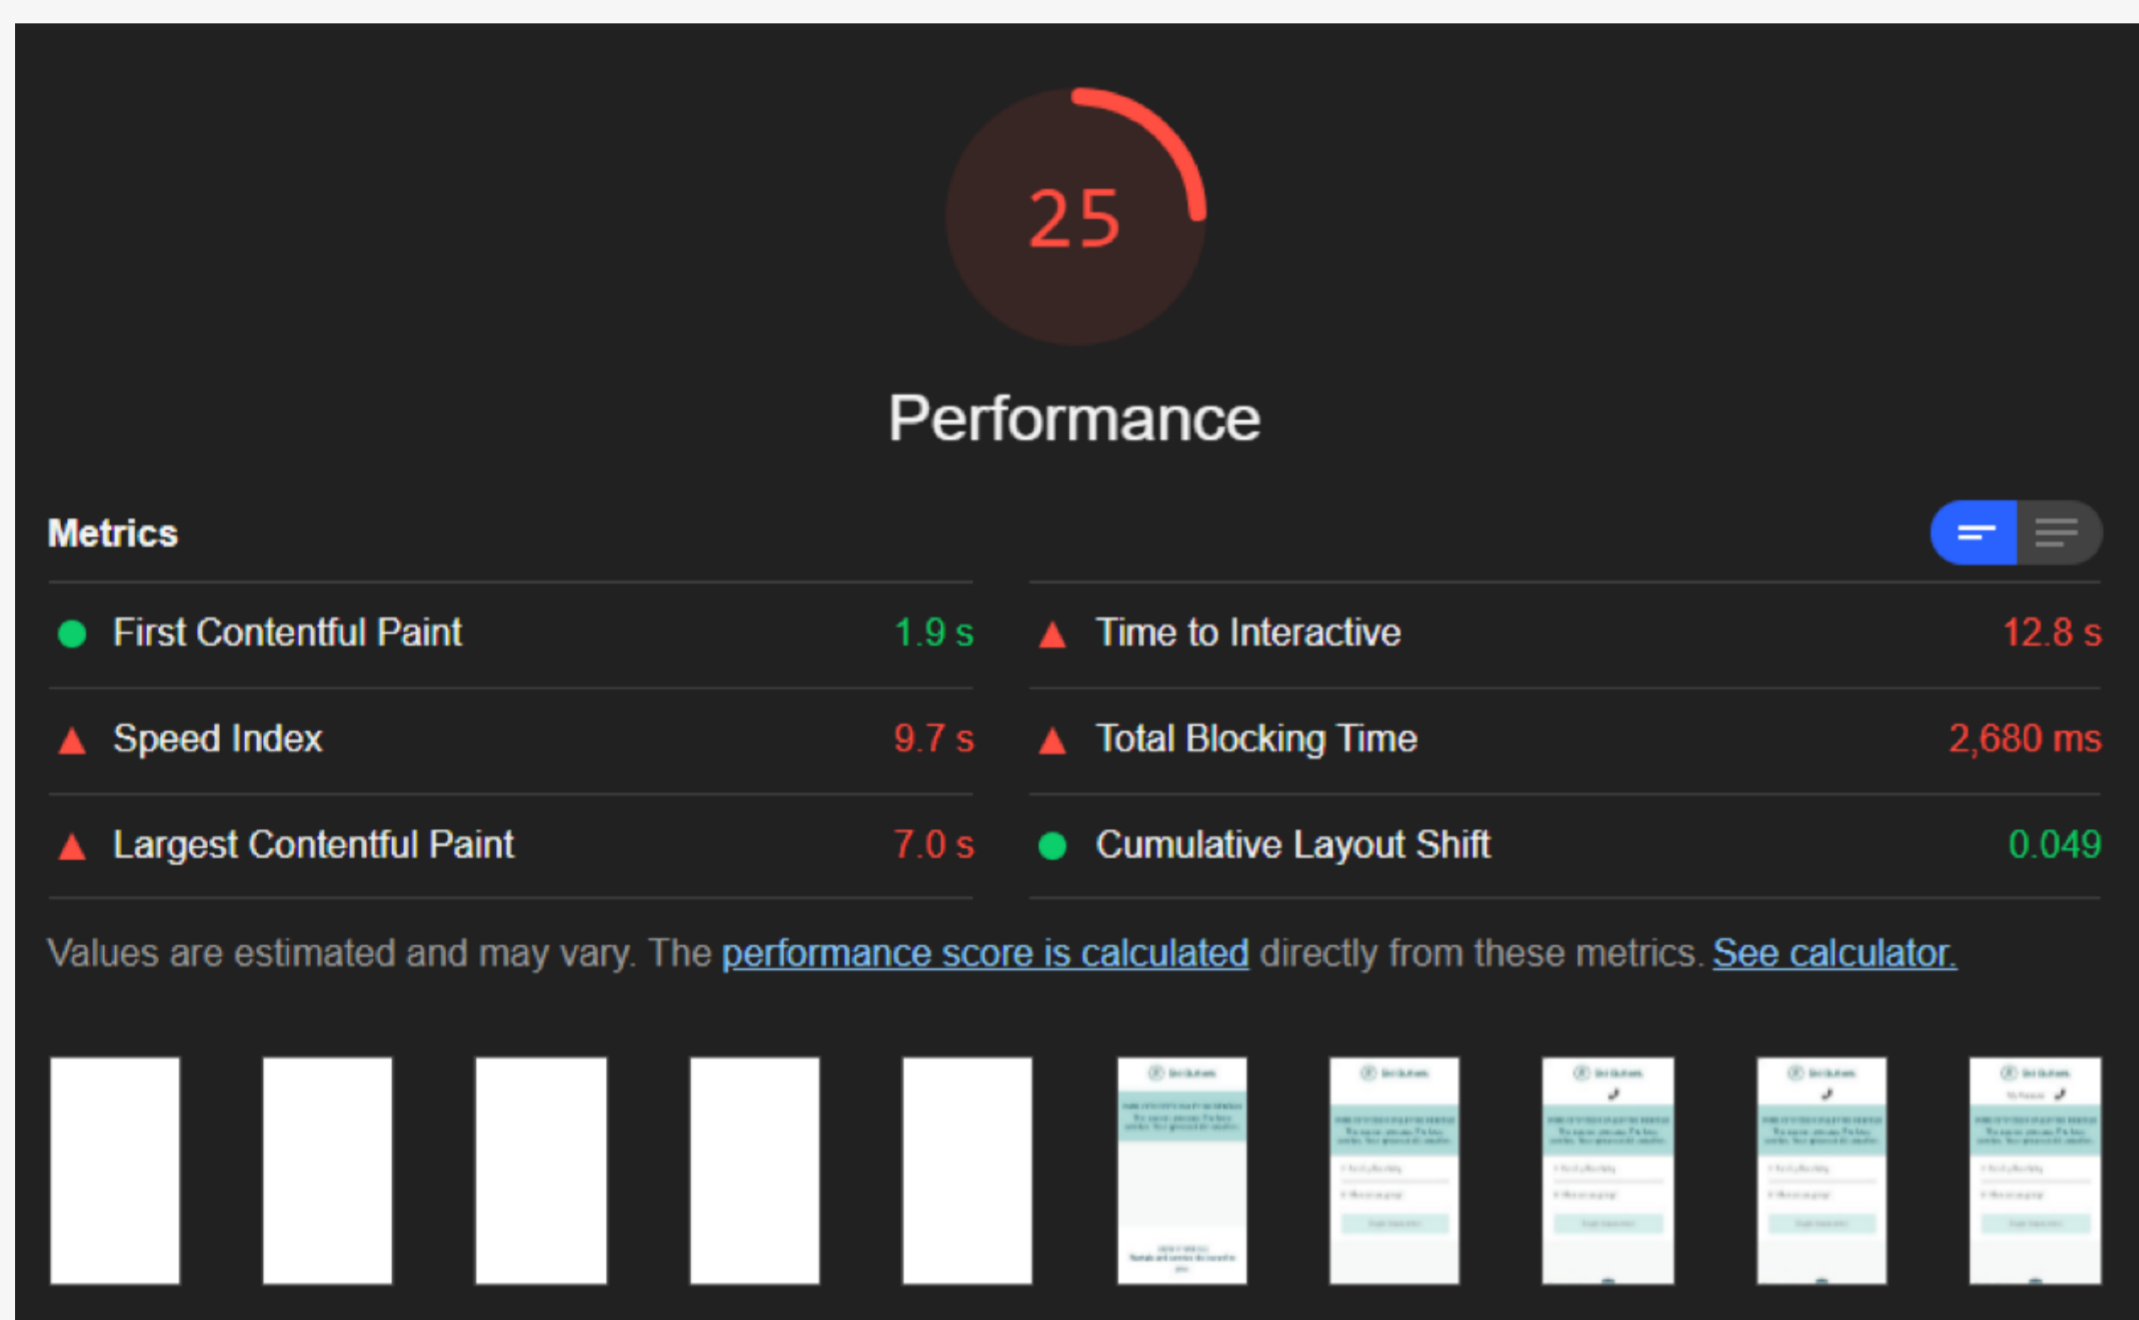 25
Performance
Metrics
First Contentful Paint 1.9 s
Time to Interactive 12.8 s
Speed Index 9.7 s
Total Blocking Time 2,680 ms
Largest Contentful Paint 7.0 s
Cumulative Layout Shift 0.049
Values are estimated and may vary. The performance score is calculated directly from these metrics. See calculator.